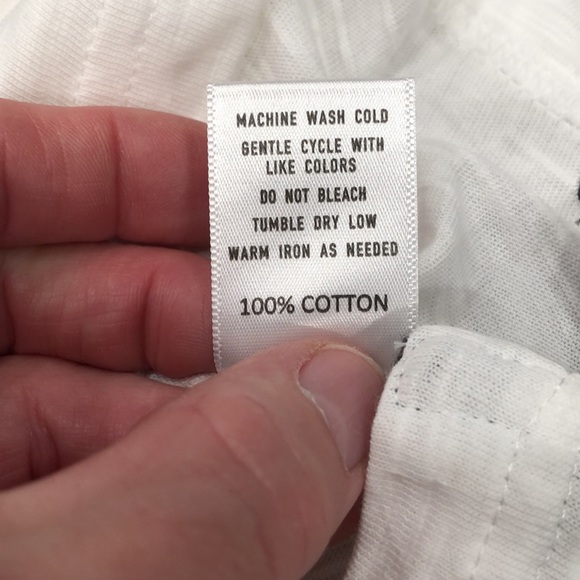 MACHINE WASH COLD
GENTLE CYCLE WITH
LIKE COLORS
DO NOT BLEACH
TUMBLE DRY LOW
WARM IRON AS NEEDED
100% COTTON